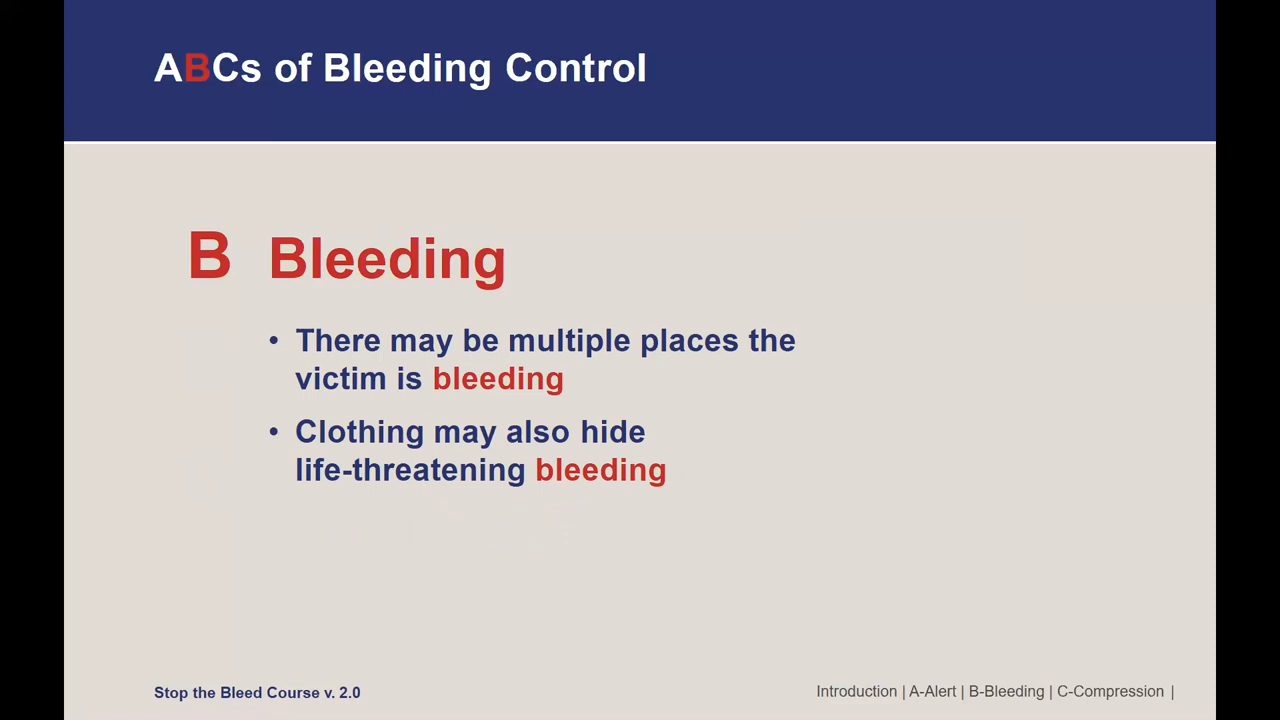 ABCs of Bleeding Control
B Bleeding
• There may be multiple places the
victim is bleeding
• Clothing may also hide
life-threatening bleeding
Stop the Bleed Course v. 2.0
Introduction | A-Alert | B-Bleeding | C-Compression |